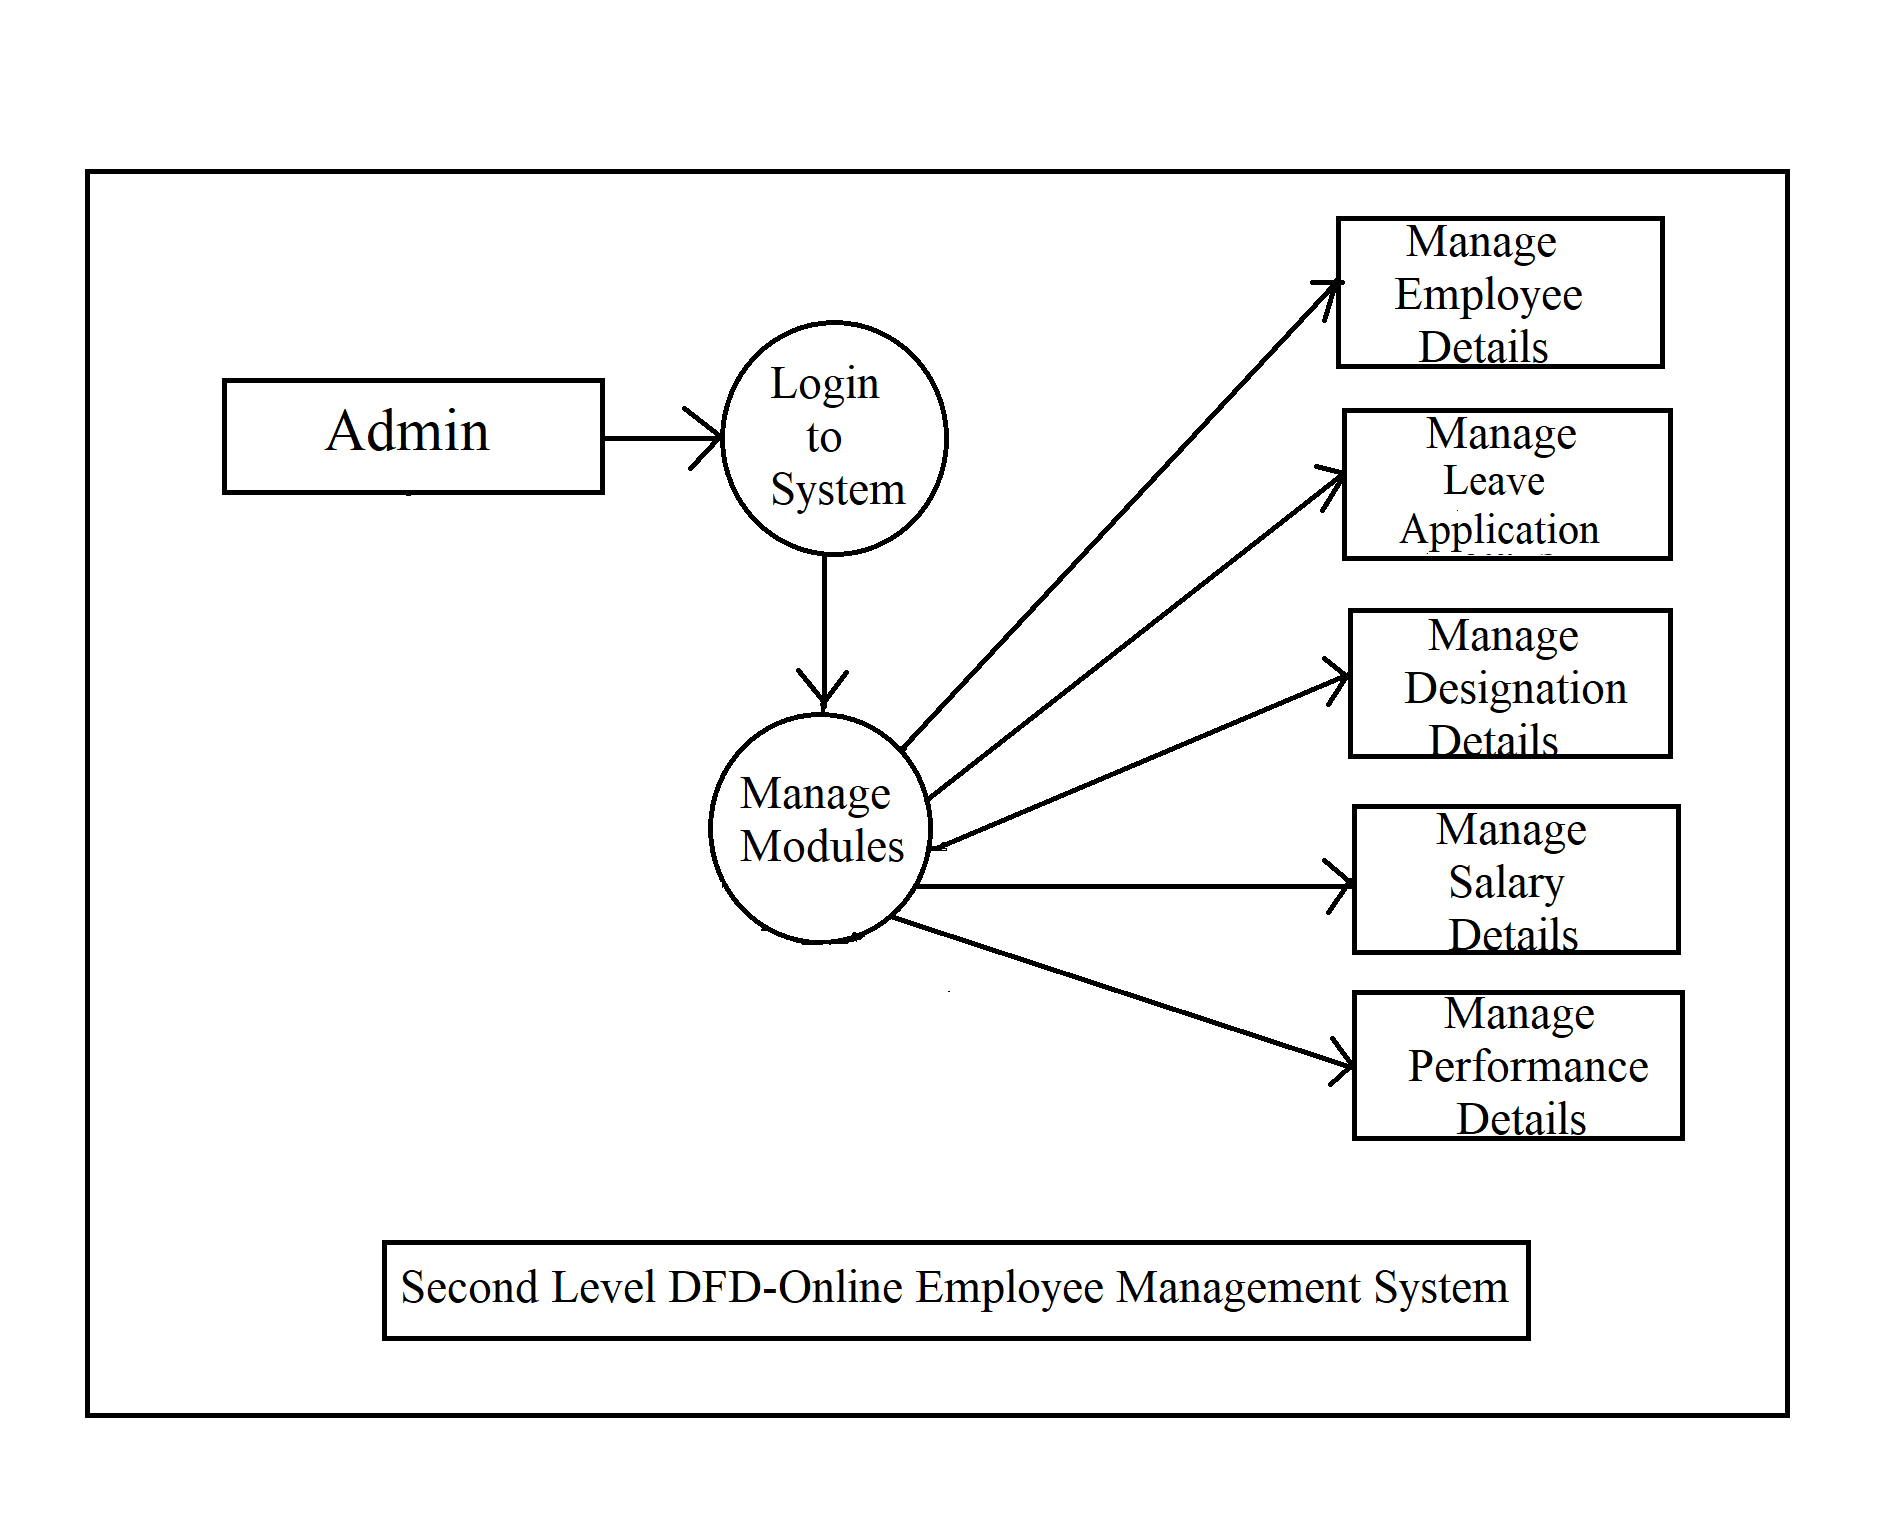 Admin
Login
to
System
Manage
Modules
Manage
Employee
Details
Manage
Leave
Application
Manage
Designation
Details
Manage
Salary
Details
Manage
Performance
Details
Second Level DFD-Online Employee Management System